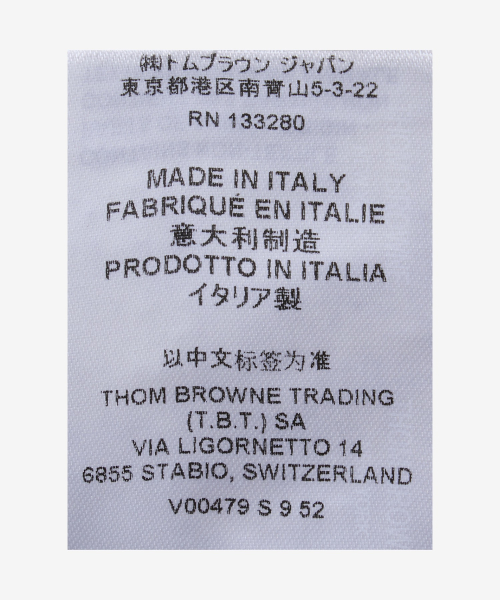 ㈱トムブラウン ジャパン
東京都港区南青山5-3-22
RN 133280
MADE IN ITALY
FABRIQUÉ EN ITALIE
意大利制造
PRODOTTO IN ITALIA
イタリア製
以中文标签为准
THOM BROWNE TRADING
(T.B.T.) SA
VIA LIGORNETTO 14
6855 STABIO, SWITZERLAND
V00479 S 9 52